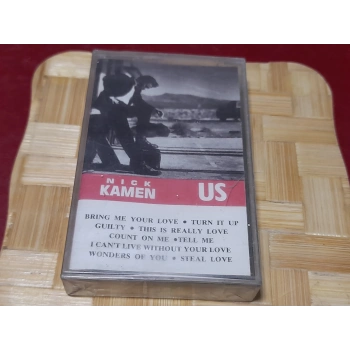 NICK
KAMEN
US
BRING ME YOUR LOVE • TURN IT UP
GUILTY • THIS IS REALLY LOVE
COUNT ON ME •TELL ME
I CAN'T LIVE WITHOUT YOUR LOVE
WONDERS OF YOU • STEAL LOVE